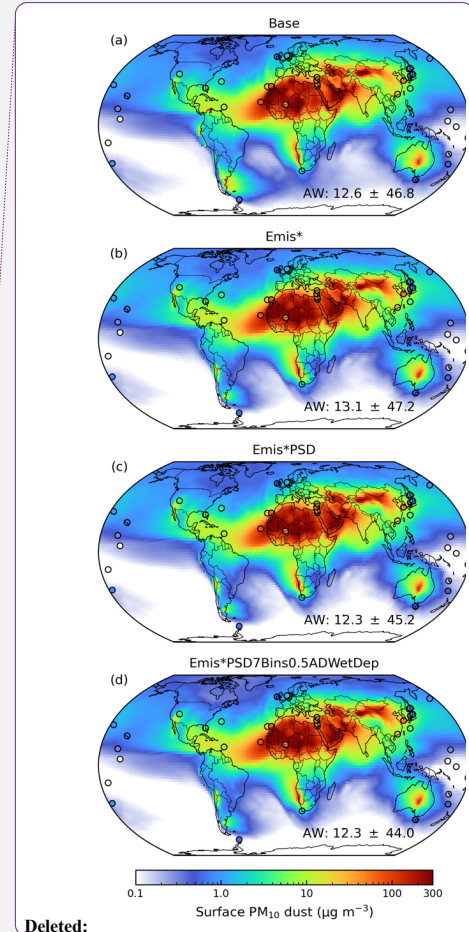 Base
(a)
AW: 12.6 ± 46.8
Emis*
(b)
AW: 13.1 ± 47.2
Emis*PSD
(c)
AW: 12.3 ± 45.2
Emis*PSD7Bins0.5ADWetDep
(d)
AW: 12.3 ± 44.0
0.1 1.0 10 100 300
Surface PM₁₀ dust (μg m⁻³)
Deleted: